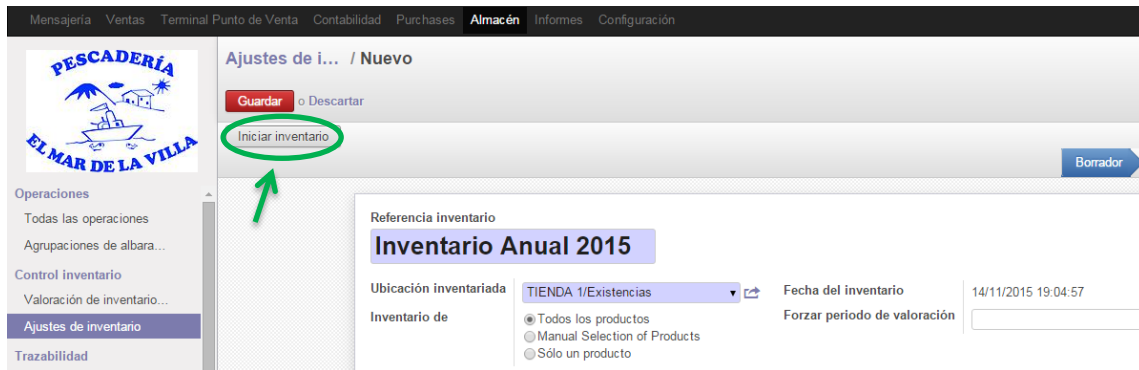 Mensajería Ventas Terminal Punto de Venta Contabilidad Purchases Almacén Informes Configuración
PESCADERÍA
EL MAR DE LA VILLA
Ajustes de i... / Nuevo
Guardar o Descartar
Iniciar inventario
Borrador
Operaciones
Todas las operaciones
Agrupaciones de albara...
Control inventario
Valoración de inventario...
Ajustes de inventario
Trazabilidad
Referencia inventario
Inventario Anual 2015
Ubicación inventariada TIENDA 1/Existencias
Inventario de Todos los productos
Manual Selection of Products
Sólo un producto
Fecha del inventario 14/11/2015 19:04:57
Forzar periodo de valoración